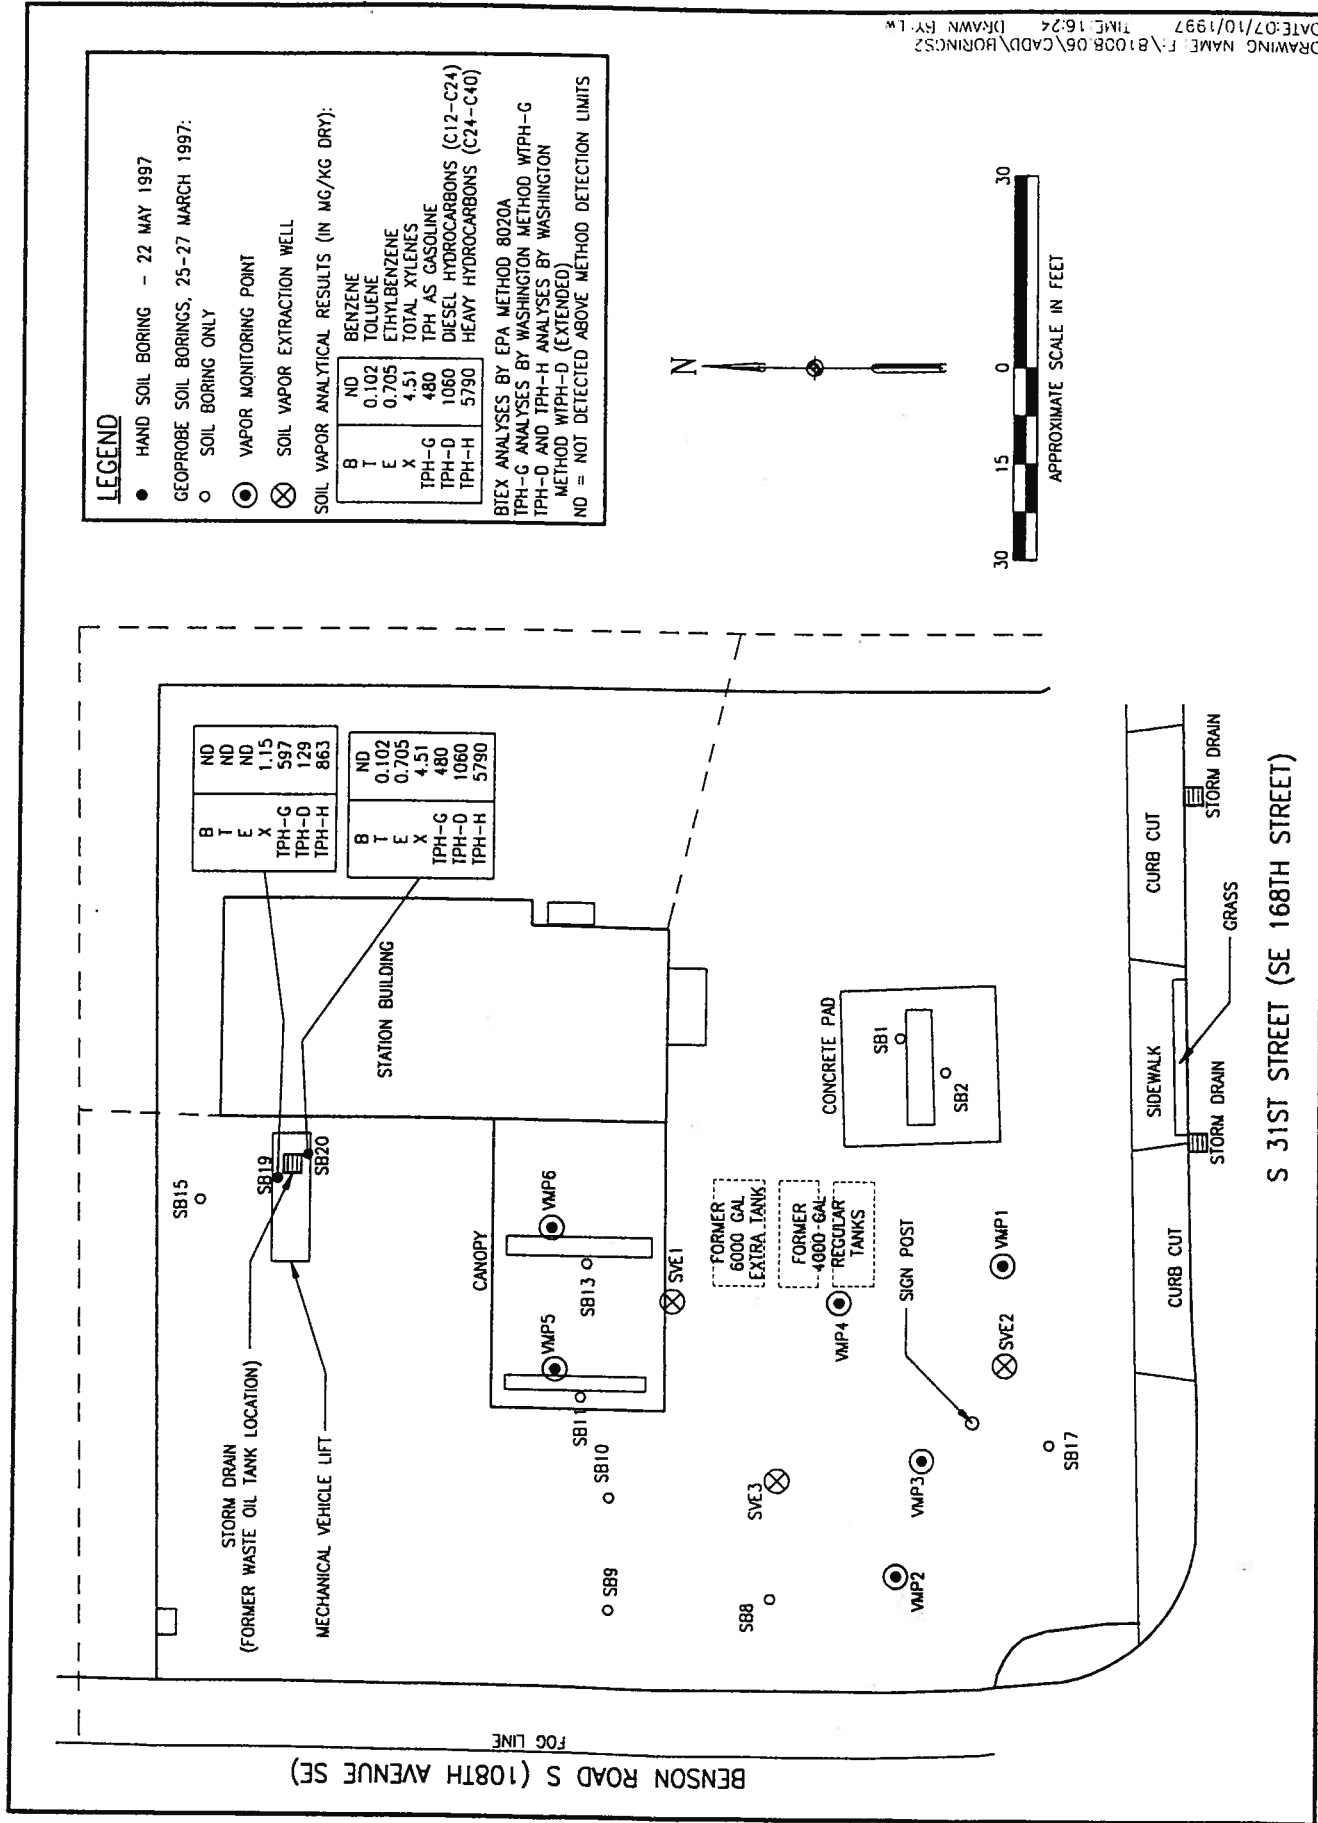 DRAWING NAME: F:\81008.06\CADD\BORINGS2
DATE:07/10/1997 TIME:16:24 DRAWN BY:LW
LEGEND
HAND SOIL BORING - 22 MAY 1997
GEOPROBE SOIL BORINGS, 25-27 MARCH 1997:
SOIL BORING ONLY
VAPOR MONITORING POINT
SOIL VAPOR EXTRACTION WELL
SOIL VAPOR ANALYTICAL RESULTS (IN MG/KG DRY):
B ND BENZENE
T 0.102 TOLUENE
E 0.705 ETHYLBENZENE
X 4.51 TOTAL XYLENES
TPH-G 480 TPH AS GASOLINE
TPH-D 1060 DIESEL HYDROCARBONS (C12-C24)
TPH-H 5790 HEAVY HYDROCARBONS (C24-C40)
BTEX ANALYSES BY EPA METHOD 8020A
TPH-G ANALYSES BY WASHINGTON METHOD WTPH-G
TPH-D AND TPH-H ANALYSES BY WASHINGTON
METHOD WTPH-D (EXTENDED)
ND = NOT DETECTED ABOVE METHOD DETECTION LIMITS
N
30 15 0 30
APPROXIMATE SCALE IN FEET
B ND
T ND
E ND
X 1.15
TPH-G 597
TPH-D 129
TPH-H 863
B ND
T 0.102
E 0.705
X 4.51
TPH-G 480
TPH-D 1060
TPH-H 5790
STATION BUILDING
SB15
SB19
SB20
STORM DRAIN
(FORMER WASTE OIL TANK LOCATION)
MECHANICAL VEHICLE LIFT
CANOPY
VMP6
SB13
VMP5
SB11
SB10
SB9
SVE1
FORMER
6000 GAL
EXTRA TANK
FORMER
4000-GAL
REGULAR
TANKS
CONCRETE PAD
SB1
SB2
VMP4
SIGN POST
VMP1
SVE2
SVE3
VMP3
SB17
SB8
VMP2
CURB CUT
STORM DRAIN
SIDEWALK
GRASS
STORM DRAIN
CURB CUT
S 31ST STREET (SE 168TH STREET)
FOG LINE
BENSON ROAD S (108TH AVENUE SE)